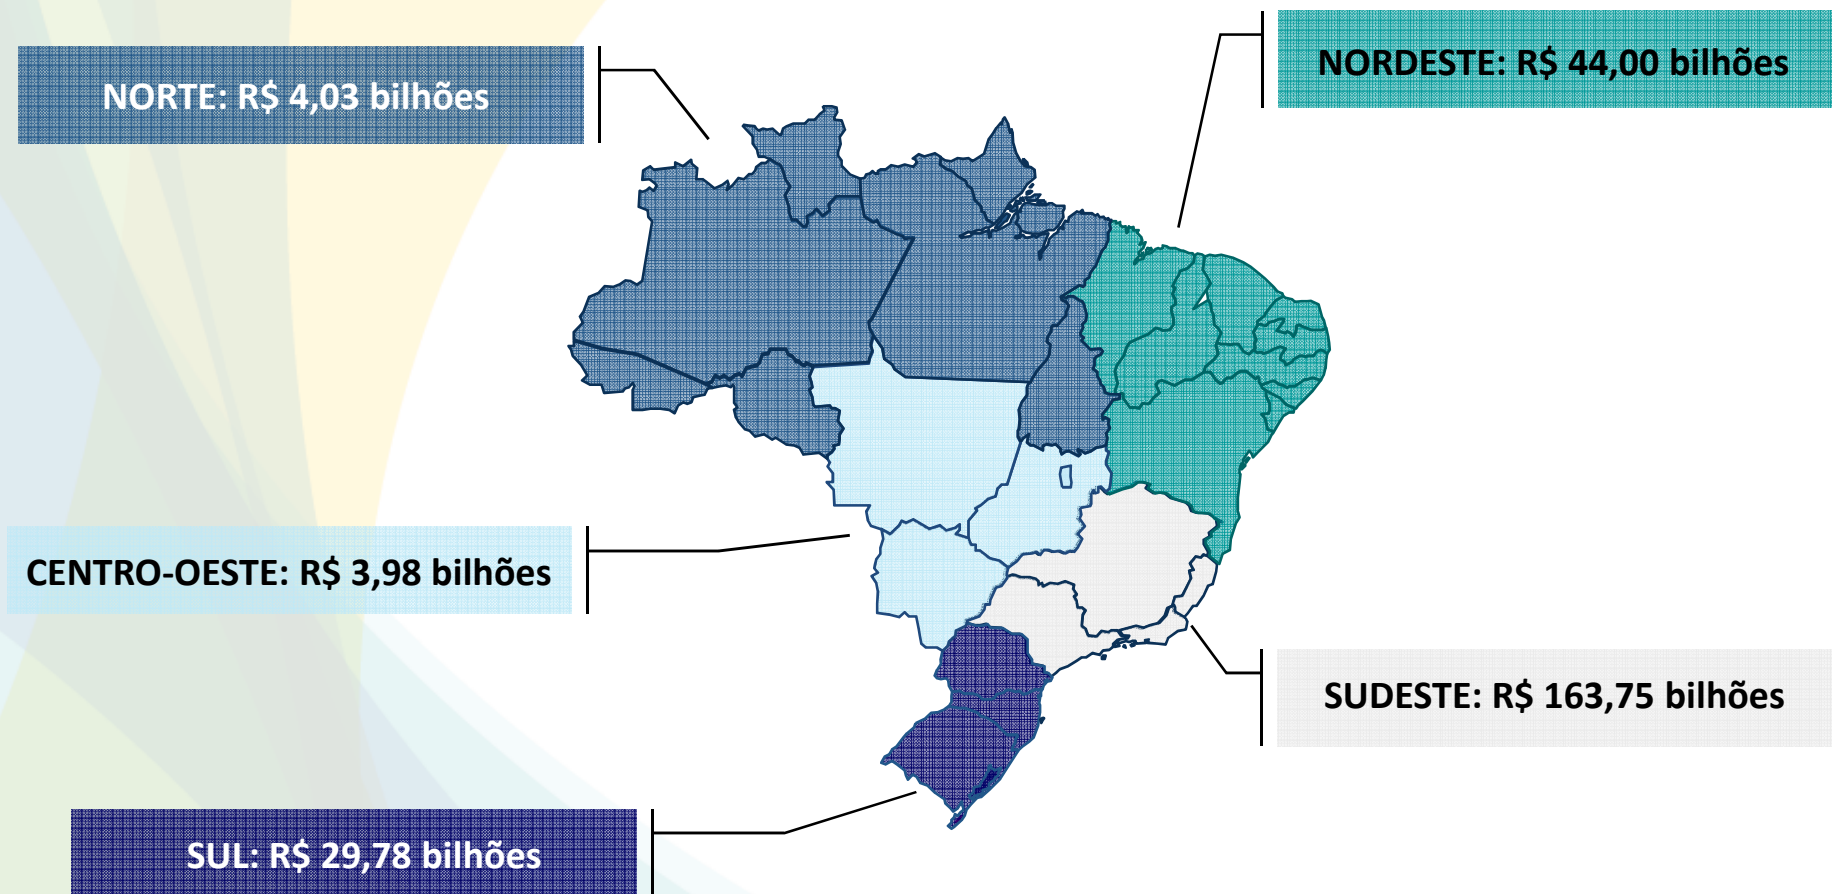 NORTE: R$ 4,03 bilhões
NORDESTE: R$ 44,00 bilhões
CENTRO-OESTE: R$ 3,98 bilhões
SUDESTE: R$ 163,75 bilhões
SUL: R$ 29,78 bilhões